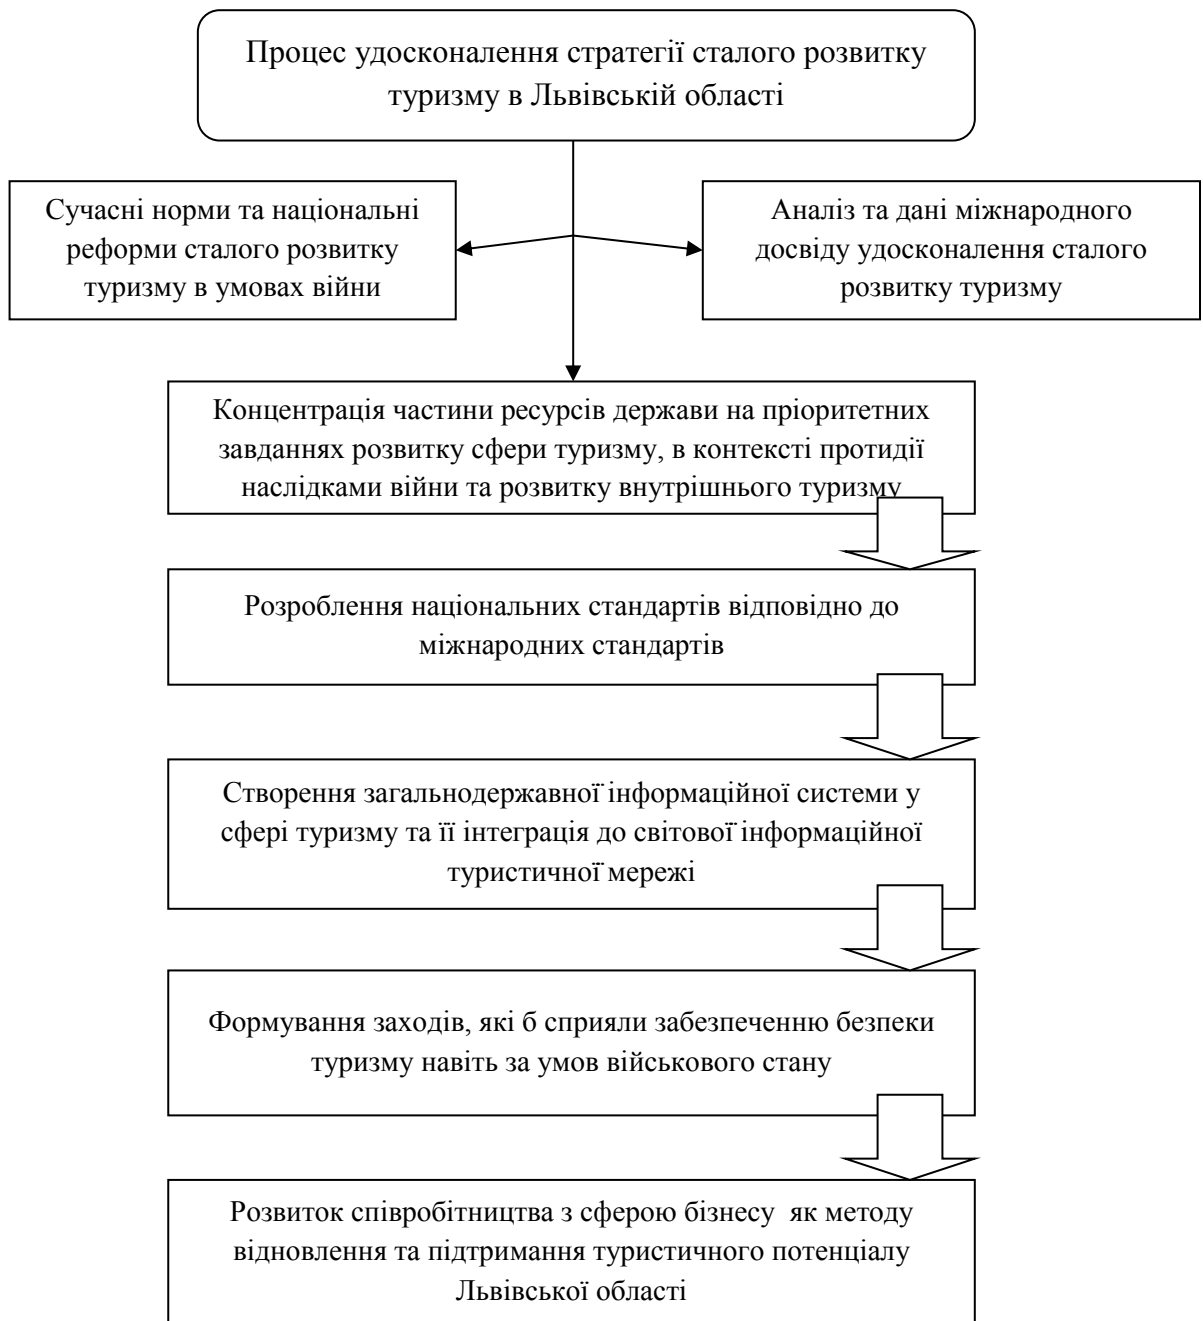 Процес удосконалення стратегії сталого розвитку
туризму в Львівській області
Сучасні норми та національні
реформи сталого розвитку
туризму в умовах війни
Аналіз та дані міжнародного
досвіду удосконалення сталого
розвитку туризму
Концентрація частини ресурсів держави на пріоритетних
завданнях розвитку сфери туризму, в контексті протидії
наслідками війни та розвитку внутрішнього туризму
Розроблення національних стандартів відповідно до
міжнародних стандартів
Створення загальнодержавної інформаційної системи у
сфері туризму та її інтеграція до світової інформаційної
туристичної мережі
Формування заходів, які б сприяли забезпеченню безпеки
туризму навіть за умов військового стану
Розвиток співробітництва з сферою бізнесу  як методу
відновлення та підтримання туристичного потенціалу
Львівської області